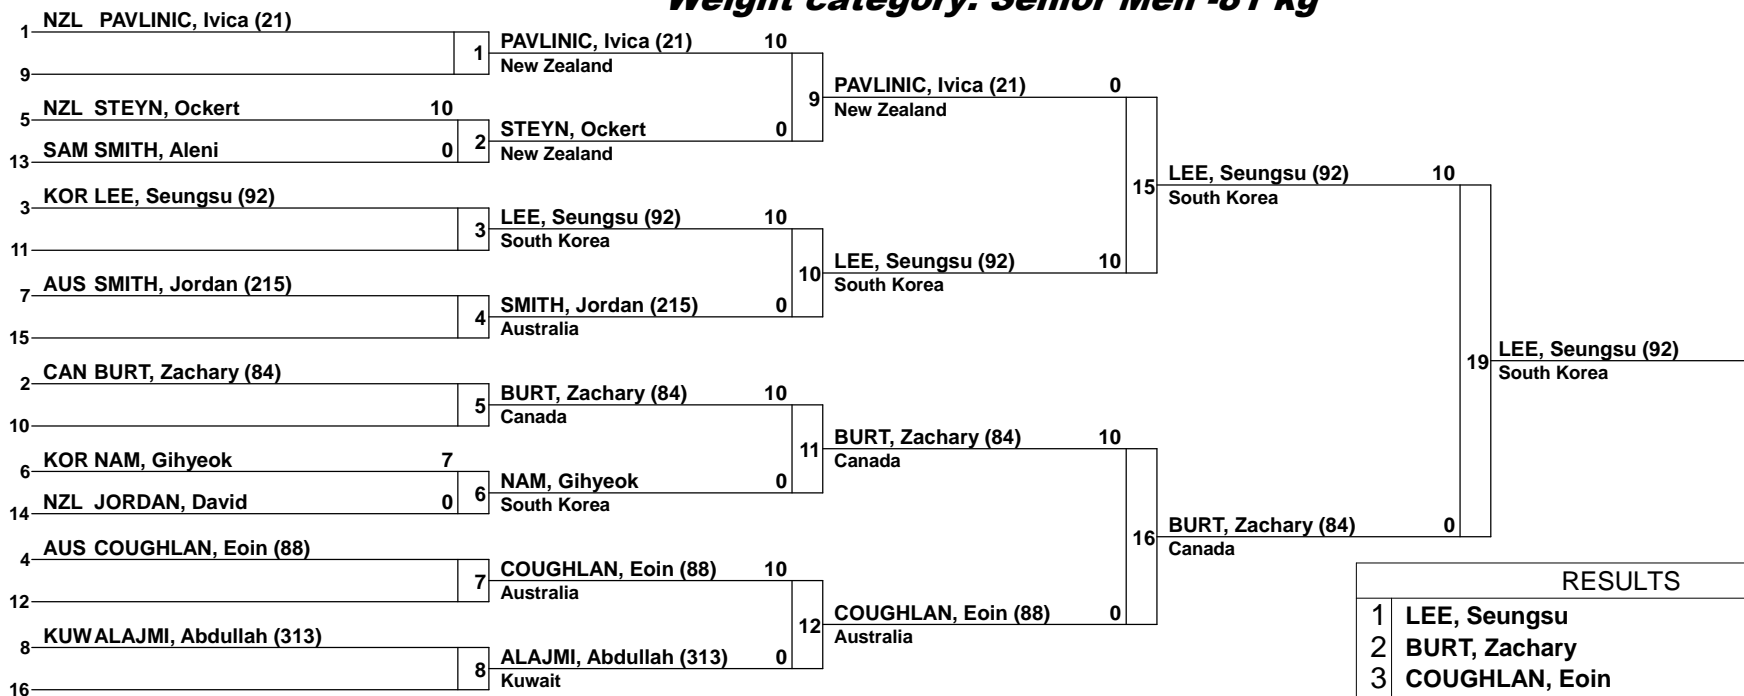 Weight category: Senior Men -81 kg
1 NZL PAVLINIC, Ivica (21)
9
1 PAVLINIC, Ivica (21) 10
New Zealand
5 NZL STEYN, Ockert 10
13 SAM SMITH, Aleni 0
2 STEYN, Ockert 0
New Zealand
9 PAVLINIC, Ivica (21) 0
New Zealand
3 KOR LEE, Seungsu (92)
11
3 LEE, Seungsu (92) 10
South Korea
7 AUS SMITH, Jordan (215)
15
4 SMITH, Jordan (215) 0
Australia
10 LEE, Seungsu (92) 10
South Korea
15 LEE, Seungsu (92) 10
South Korea
2 CAN BURT, Zachary (84)
10
5 BURT, Zachary (84) 10
Canada
6 KOR NAM, Gihyeok 7
14 NZL JORDAN, David 0
6 NAM, Gihyeok 0
South Korea
11 BURT, Zachary (84) 10
Canada
4 AUS COUGHLAN, Eoin (88)
12
7 COUGHLAN, Eoin (88) 10
Australia
8 KUW ALAJMI, Abdullah (313)
16
8 ALAJMI, Abdullah (313) 0
Kuwait
12 COUGHLAN, Eoin (88) 0
Australia
16 BURT, Zachary (84) 0
Canada
19 LEE, Seungsu (92)
South Korea
RESULTS
1 LEE, Seungsu
2 BURT, Zachary
3 COUGHLAN, Eoin